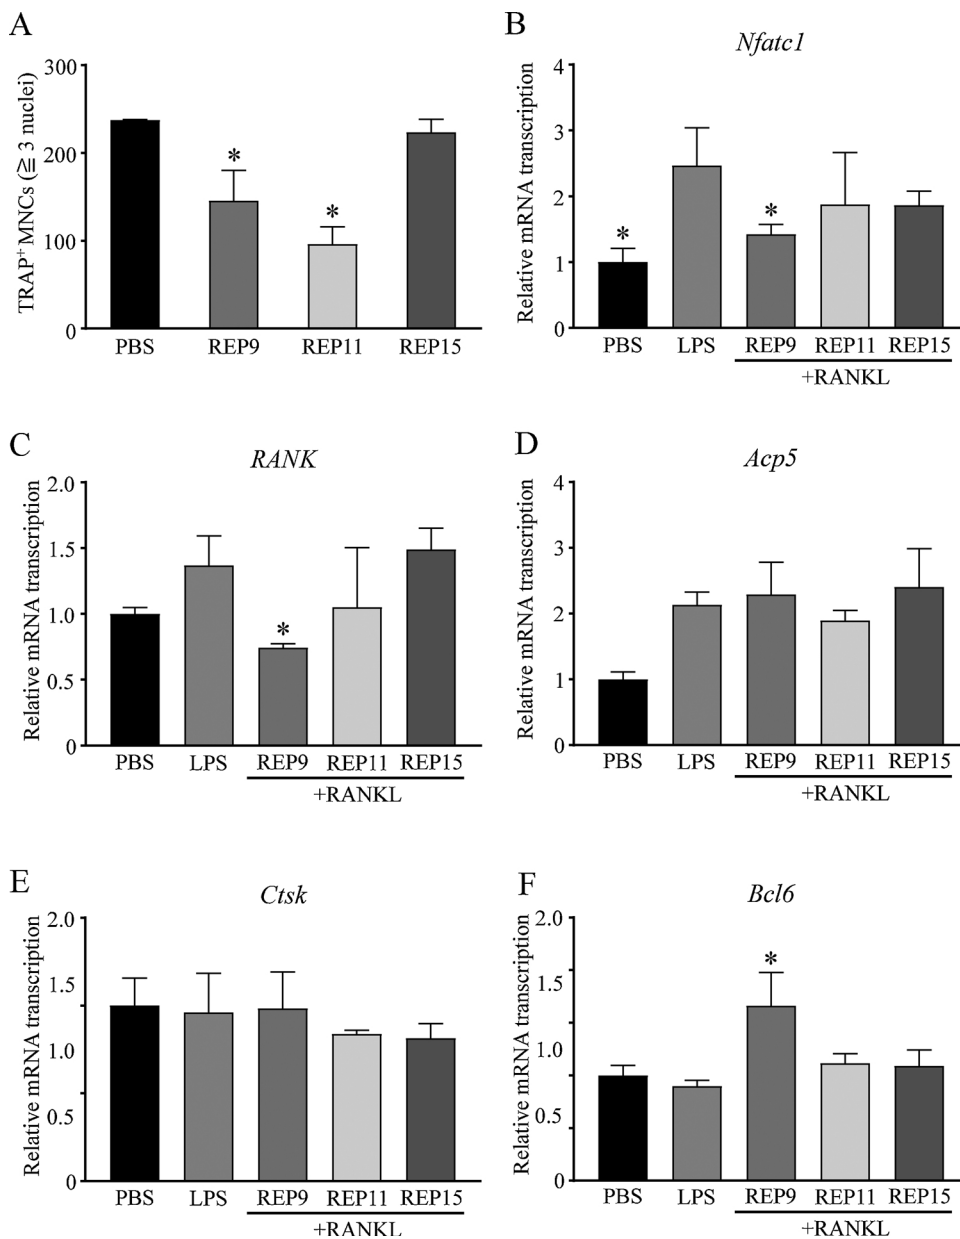 A
TRAP+ MNCs (≧ 3 nuclei)
300
200
100
0
*
*
PBS REP9 REP11 REP15
B
Nfatc1
Relative mRNA transcription
4
3
2
1
0
*
*
PBS LPS REP9 REP11 REP15
+RANKL
C
RANK
Relative mRNA transcription
2.0
1.5
1.0
0.5
0
*
PBS LPS REP9 REP11 REP15
+RANKL
D
Acp5
Relative mRNA transcription
4
3
2
1
0
PBS LPS REP9 REP11 REP15
+RANKL
E
Ctsk
Relative mRNA transcription
2.0
1.5
1.0
0.5
0
PBS LPS REP9 REP11 REP15
+RANKL
F
Bcl6
Relative mRNA transcription
2.0
1.5
1.0
0.5
0
*
PBS LPS REP9 REP11 REP15
+RANKL